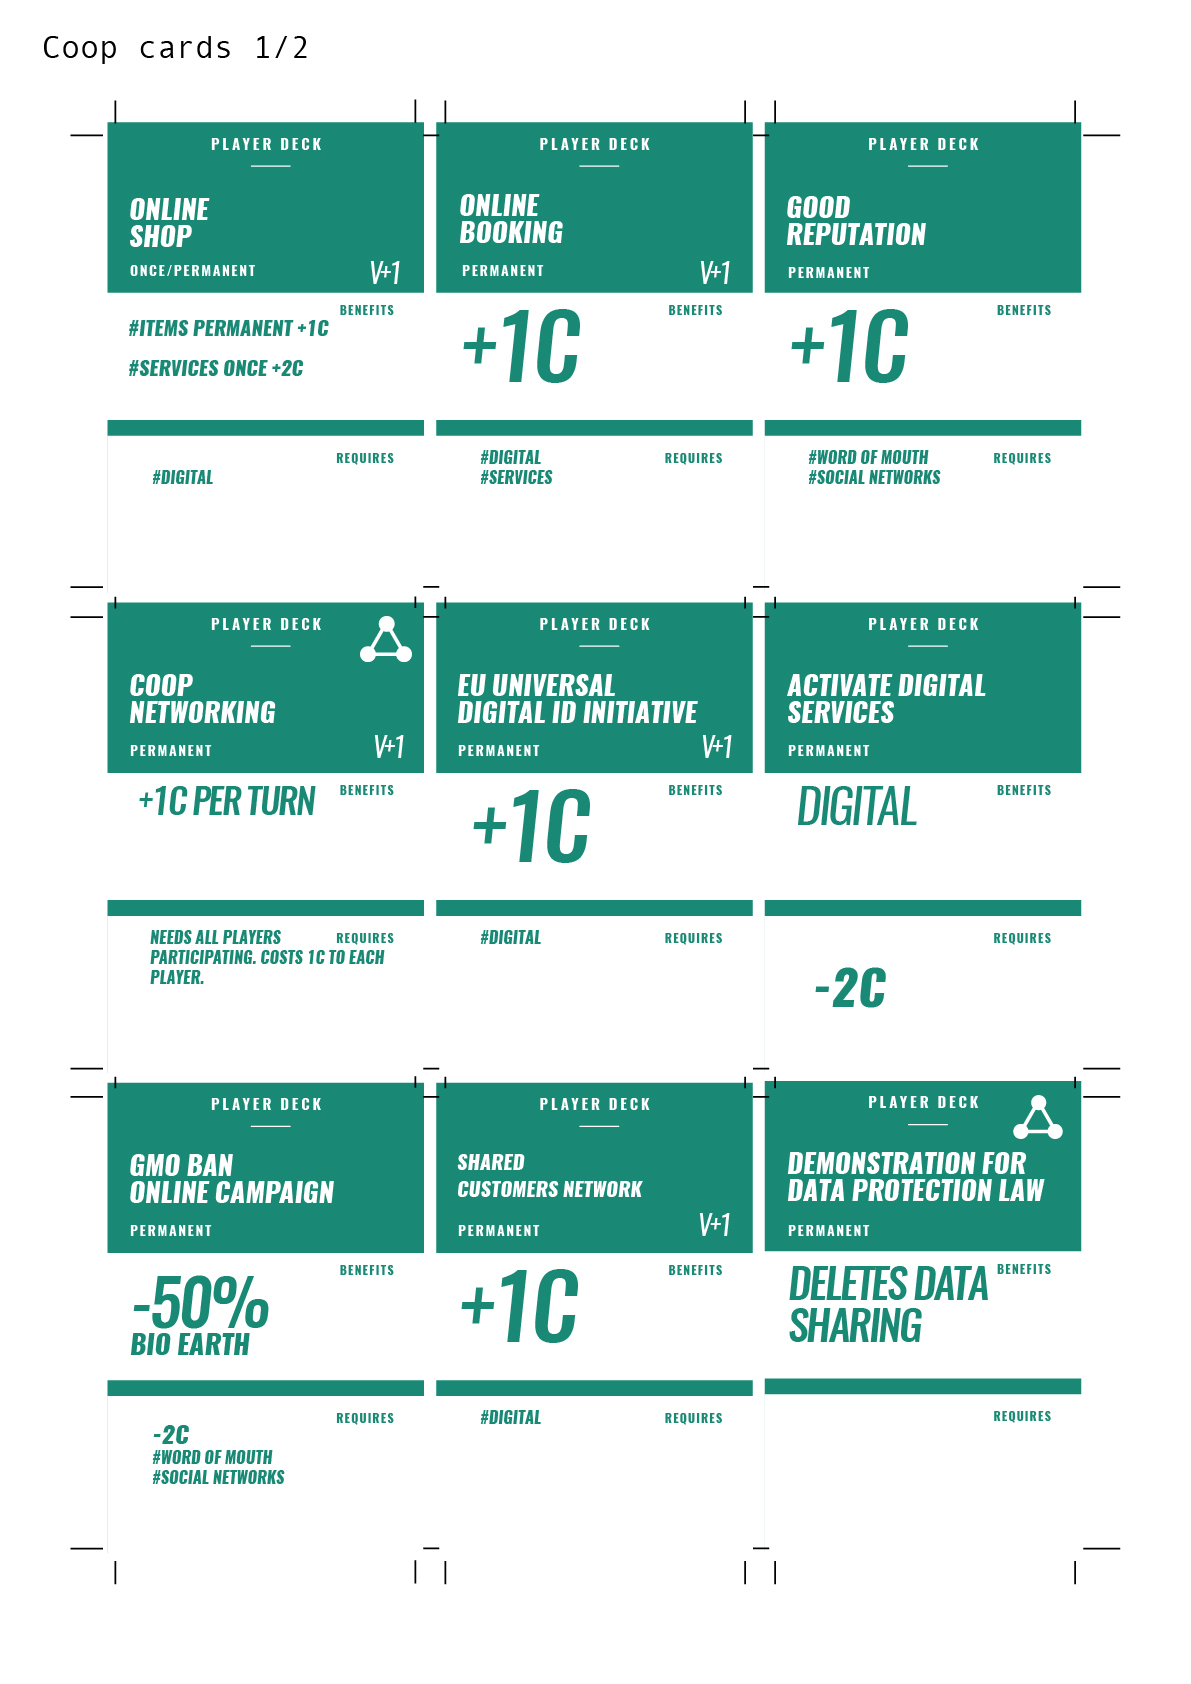 Coop cards 1/2
PLAYER DECK
ONLINE
SHOP
ONCE/PERMANENT
V+1
BENEFITS
#ITEMS PERMANENT +1C
#SERVICES ONCE +2C
REQUIRES
#DIGITAL
PLAYER DECK
ONLINE
BOOKING
PERMANENT
V+1
BENEFITS
+1C
#DIGITAL
REQUIRES
#SERVICES
PLAYER DECK
GOOD
REPUTATION
PERMANENT
BENEFITS
+1C
#WORD OF MOUTH
REQUIRES
#SOCIAL NETWORKS
PLAYER DECK
COOP
NETWORKING
PERMANENT
V+1
+1C PER TURN
BENEFITS
NEEDS ALL PLAYERS
REQUIRES
PARTICIPATING. COSTS 1C TO EACH
PLAYER.
PLAYER DECK
EU UNIVERSAL
DIGITAL ID INITIATIVE
PERMANENT
V+1
BENEFITS
+1C
#DIGITAL
REQUIRES
PLAYER DECK
ACTIVATE DIGITAL
SERVICES
PERMANENT
BENEFITS
DIGITAL
REQUIRES
-2C
PLAYER DECK
GMO BAN
ONLINE CAMPAIGN
PERMANENT
BENEFITS
-50%
BIO EARTH
REQUIRES
-2C
#WORD OF MOUTH
#SOCIAL NETWORKS
PLAYER DECK
SHARED
CUSTOMERS NETWORK
PERMANENT
V+1
BENEFITS
+1C
#DIGITAL
REQUIRES
PLAYER DECK
DEMONSTRATION FOR
DATA PROTECTION LAW
PERMANENT
BENEFITS
DELETES DATA
SHARING
REQUIRES